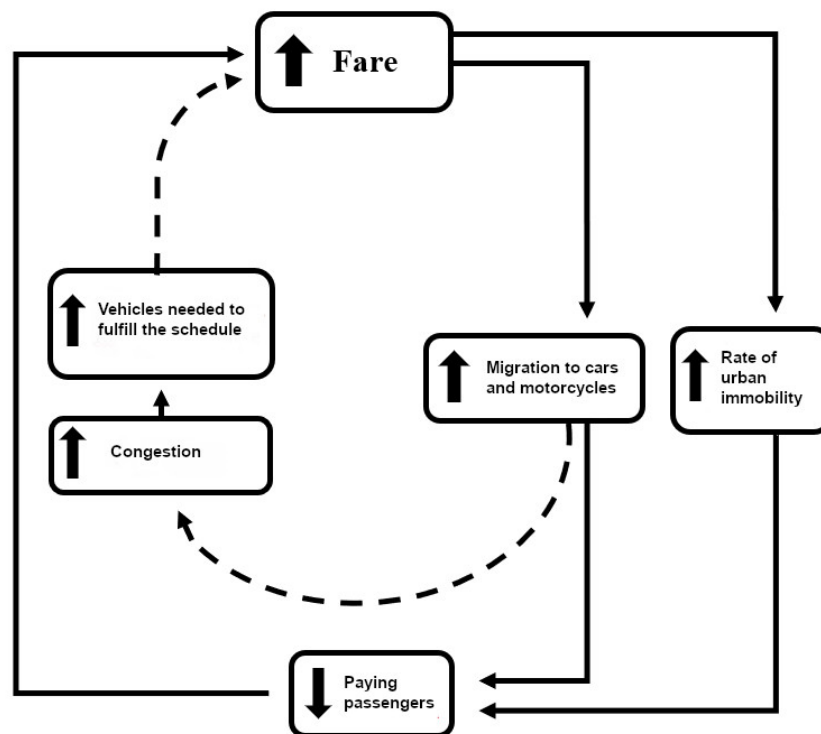 Fare
Vehicles needed to
fulfill the schedule
Migration to cars
and motorcycles
Rate of
urban
immobility
Congestion
Paying
passengers